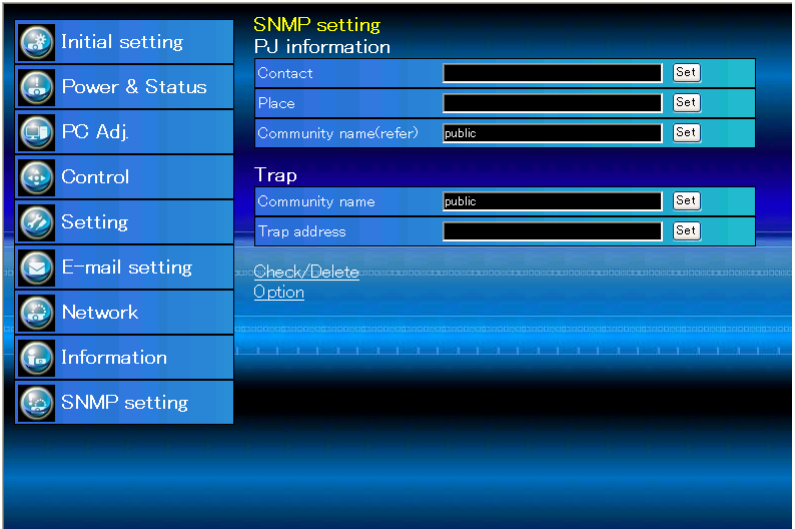 Initial setting
Power & Status
PC Adj.
Control
Setting
E-mail setting
Network
Information
SNMP setting
SNMP setting
PJ information
Contact Set
Place Set
Community name(refer) public Set
Trap
Community name public Set
Trap address Set
Check/Delete
Option